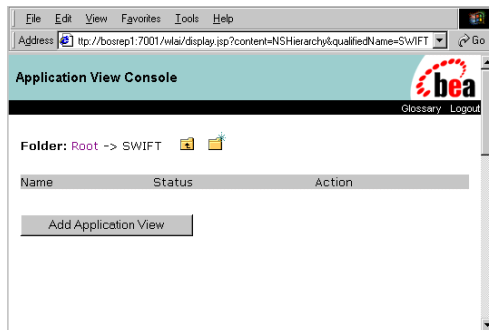 File Edit View Favorites Tools Help
Address ttp://bosrep1:7001/wlai/display.jsp?content=NSHierarchy&qualifiedName=SWIFT Go
Application View Console
bea
Glossary Logout
Folder: Root -> SWIFT
Name Status Action
Add Application View